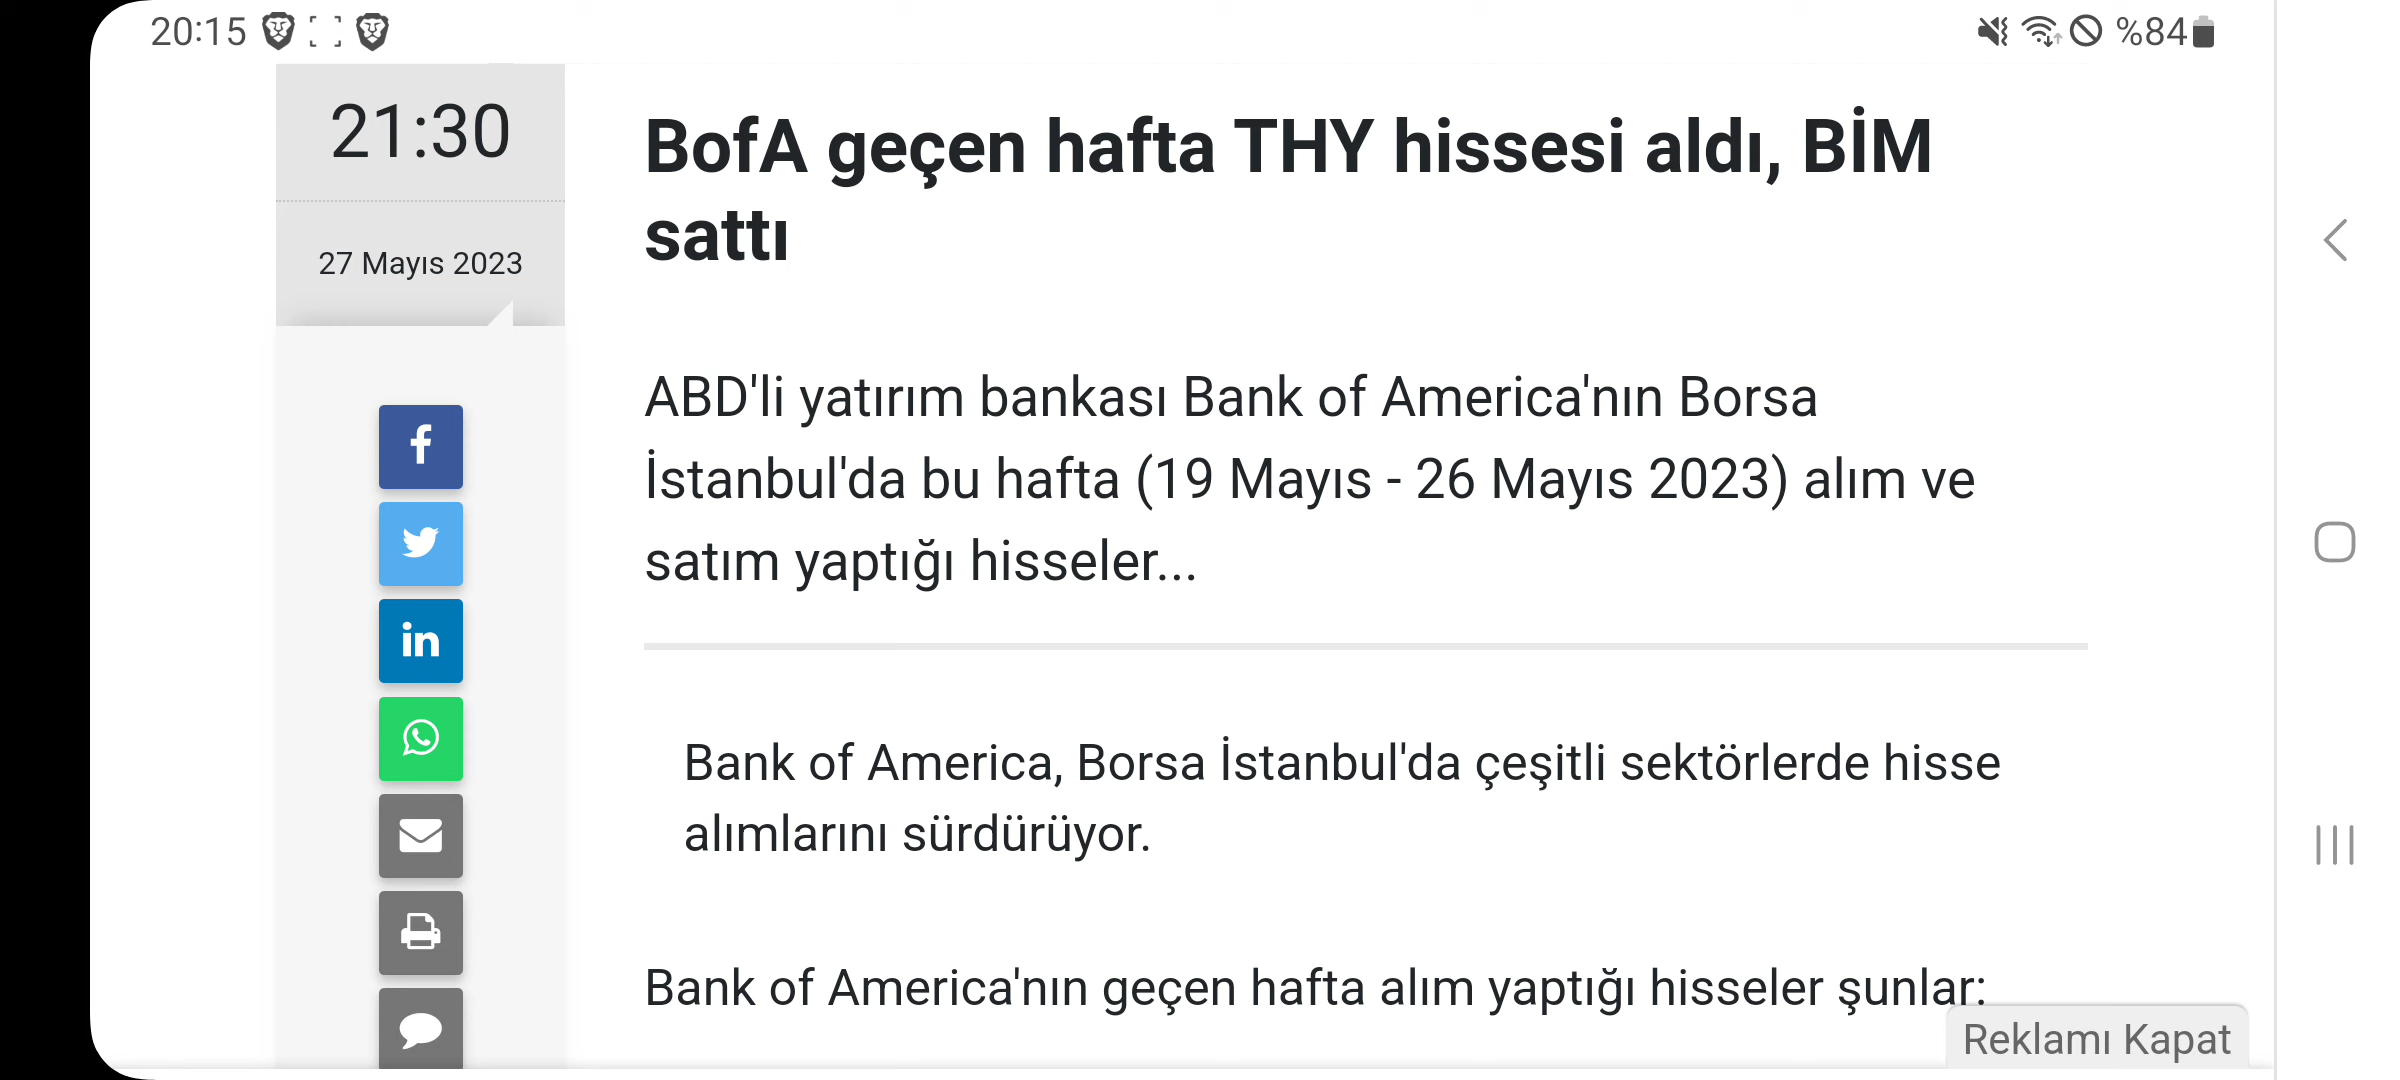 20:15
%84
21:30
27 Mayıs 2023
BofA geçen hafta THY hissesi aldı, BİM
sattı
ABD'li yatırım bankası Bank of America'nın Borsa
İstanbul'da bu hafta (19 Mayıs - 26 Mayıs 2023) alım ve
satım yaptığı hisseler...
Bank of America, Borsa İstanbul'da çeşitli sektörlerde hisse
alımlarını sürdürüyor.
Bank of America'nın geçen hafta alım yaptığı hisseler şunlar:
Reklamı Kapat